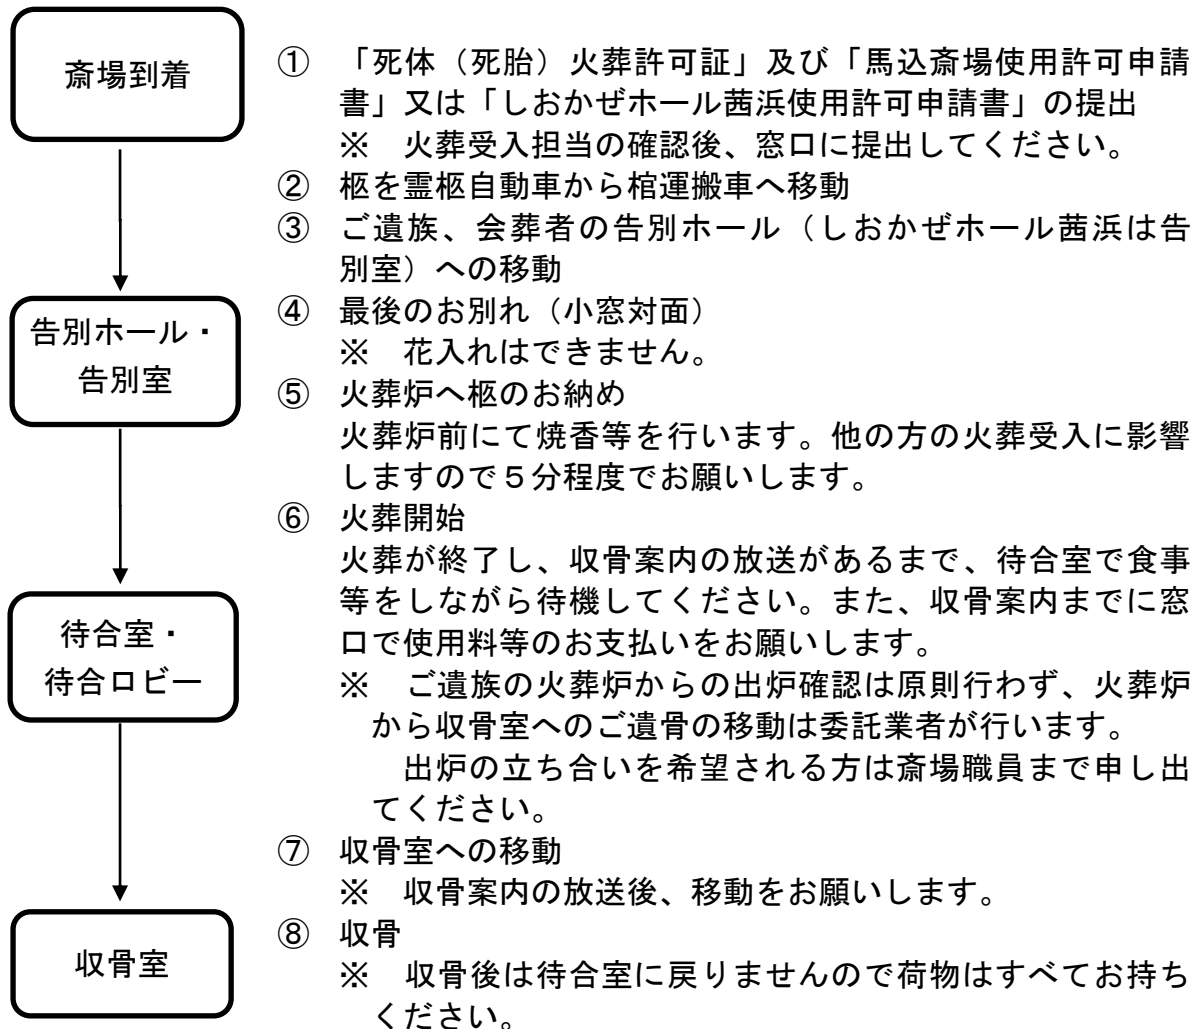 斎場到着
① 「死体（死胎）火葬許可証」及び「馬込斎場使用許可申請
書」又は「しおかぜホール茜浜使用許可申請書」の提出
※ 火葬受入担当の確認後、窓口に提出してください。
② 柩を霊柩自動車から棺運搬車へ移動
③ ご遺族、会葬者の告別ホール（しおかぜホール茜浜は告
別室）への移動
告別ホール・
告別室
④ 最後のお別れ（小窓対面）
※ 花入れはできません。
⑤ 火葬炉へ柩のお納め
火葬炉前にて焼香等を行います。他の方の火葬受入に影響
しますので５分程度でお願いします。
⑥ 火葬開始
火葬が終了し、収骨案内の放送があるまで、待合室で食事
等をしながら待機してください。また、収骨案内までに窓
口で使用料等のお支払いをお願いします。
待合室・
待合ロビー
※ ご遺族の火葬炉からの出炉確認は原則行わず、火葬炉
から収骨室へのご遺骨の移動は委託業者が行います。
出炉の立ち合いを希望される方は斎場職員まで申し出
てください。
⑦ 収骨室への移動
※ 収骨案内の放送後、移動をお願いします。
収骨室
⑧ 収骨
※ 収骨後は待合室に戻りませんので荷物はすべてお持ち
ください。